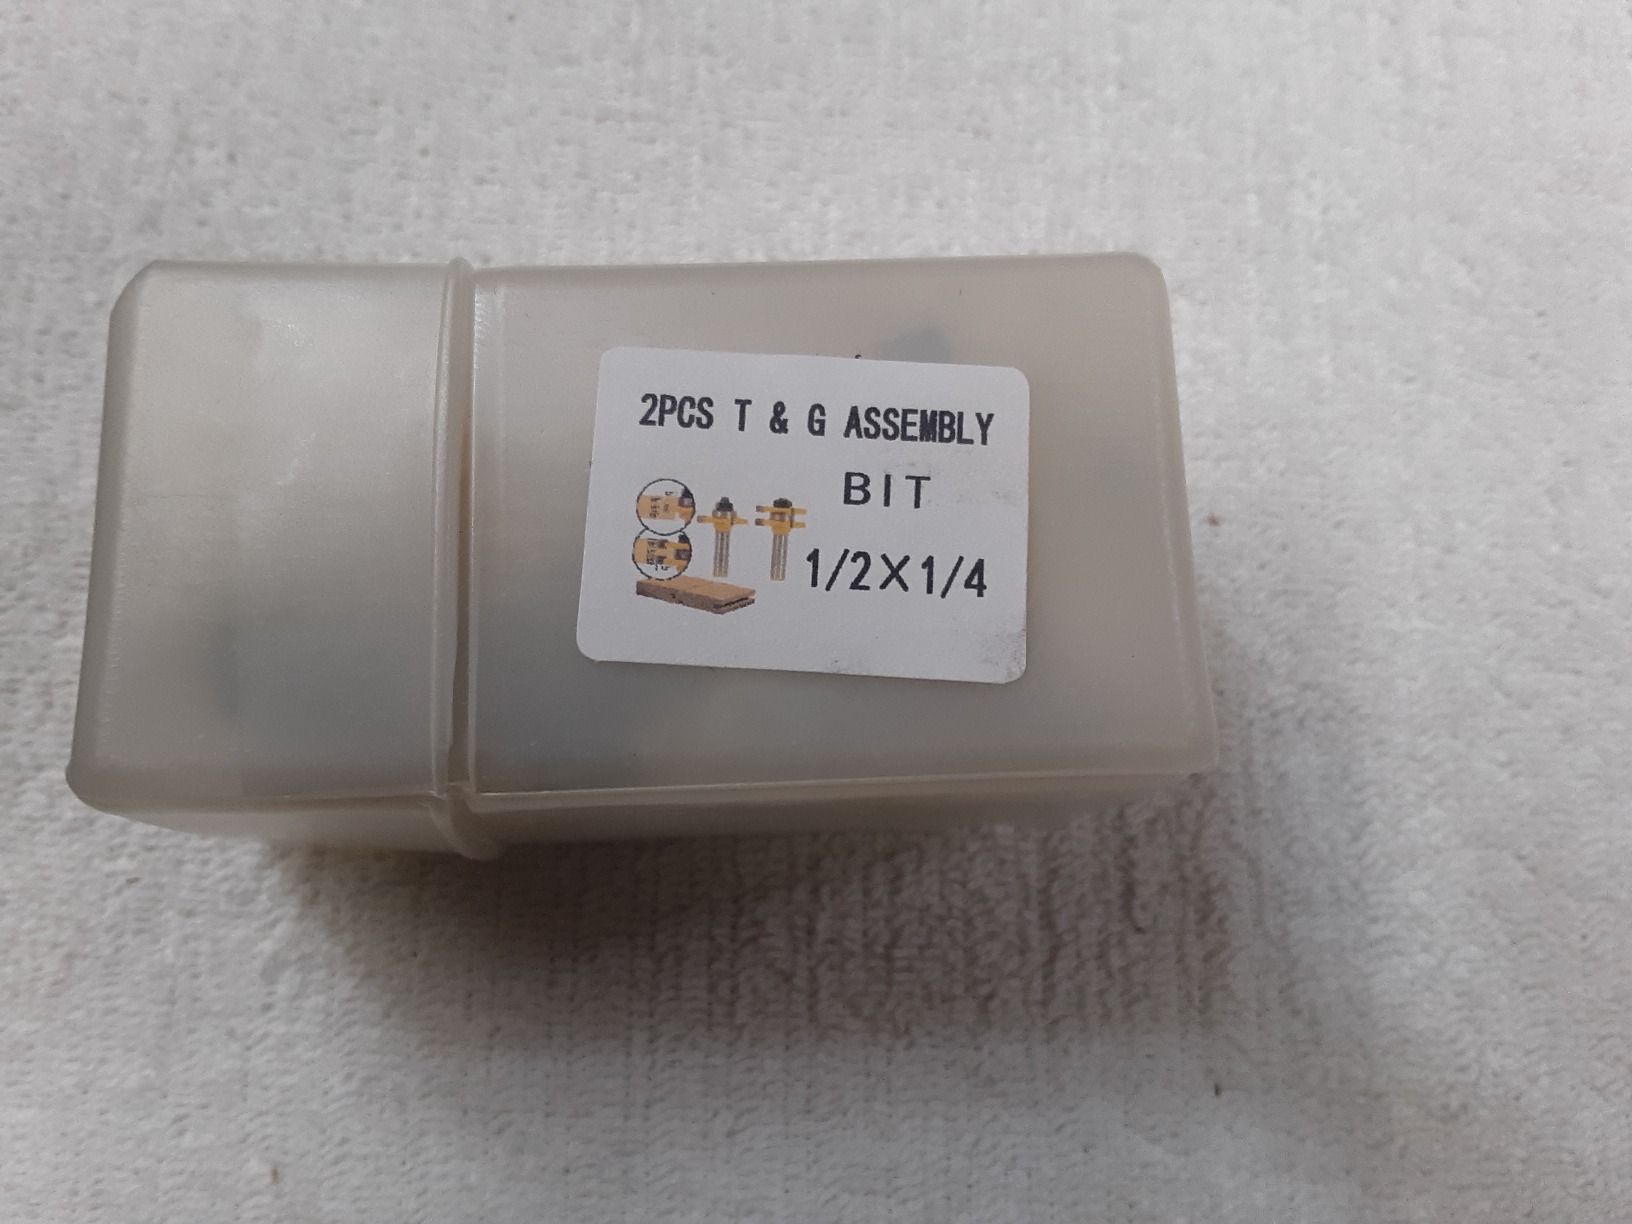 2PCS T & G ASSEMBLY
BIT
1/2X1/4